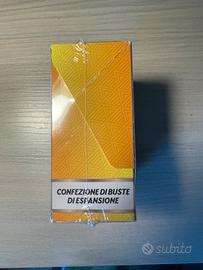 CONFEZIONE DI BUSTE
DI ESPANSIONE
subito